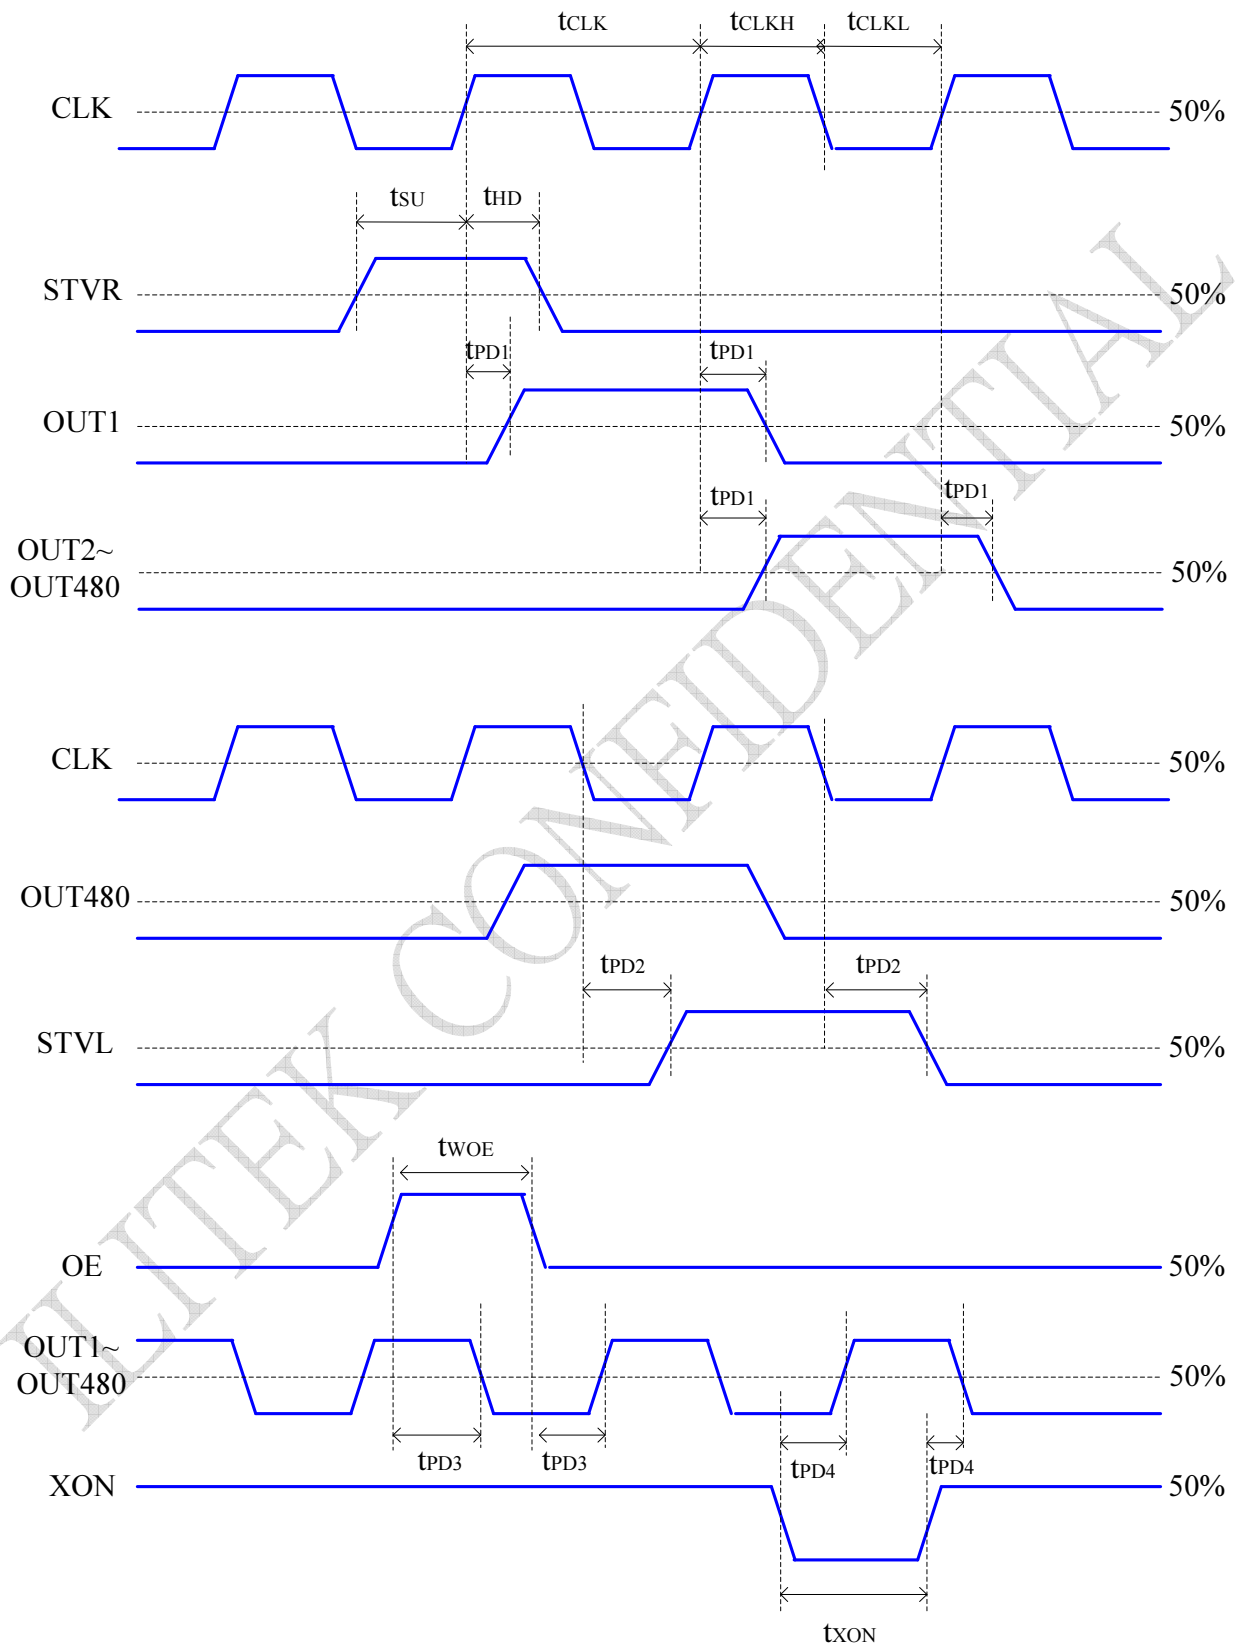 tCLK
tCLKH
tCLKL
CLK
50%
tSU
tHD
STVR
50%
tPD1
tPD1
OUT1
50%
tPD1
tPD1
OUT2~
OUT480
50%
CLK
50%
OUT480
50%
tPD2
tPD2
STVL
50%
tWOE
OE
50%
OUT1~
OUT480
50%
tPD3
tPD3
tPD4
tPD4
XON
50%
tXON
ILITEK CONFIDENTIAL